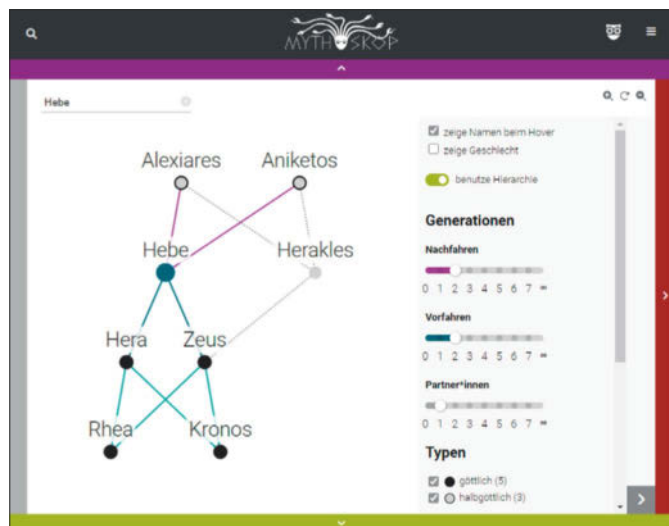 MYTHOSKOP
Hebe
Alexiares Aniketos
Hebe Herakles
Hera Zeus
Rhea Kronos
zeige Namen beim Hover
zeige Geschlecht
benutze Hierarchie
Generationen
Nachfahren
0 1 2 3 4 5 6 7 ∞
Vorfahren
0 1 2 3 4 5 6 7 ∞
Partner*innen
0 1 2 3 4 5 6 7 ∞
Typen
göttlich (5)
halbgöttlich (3)